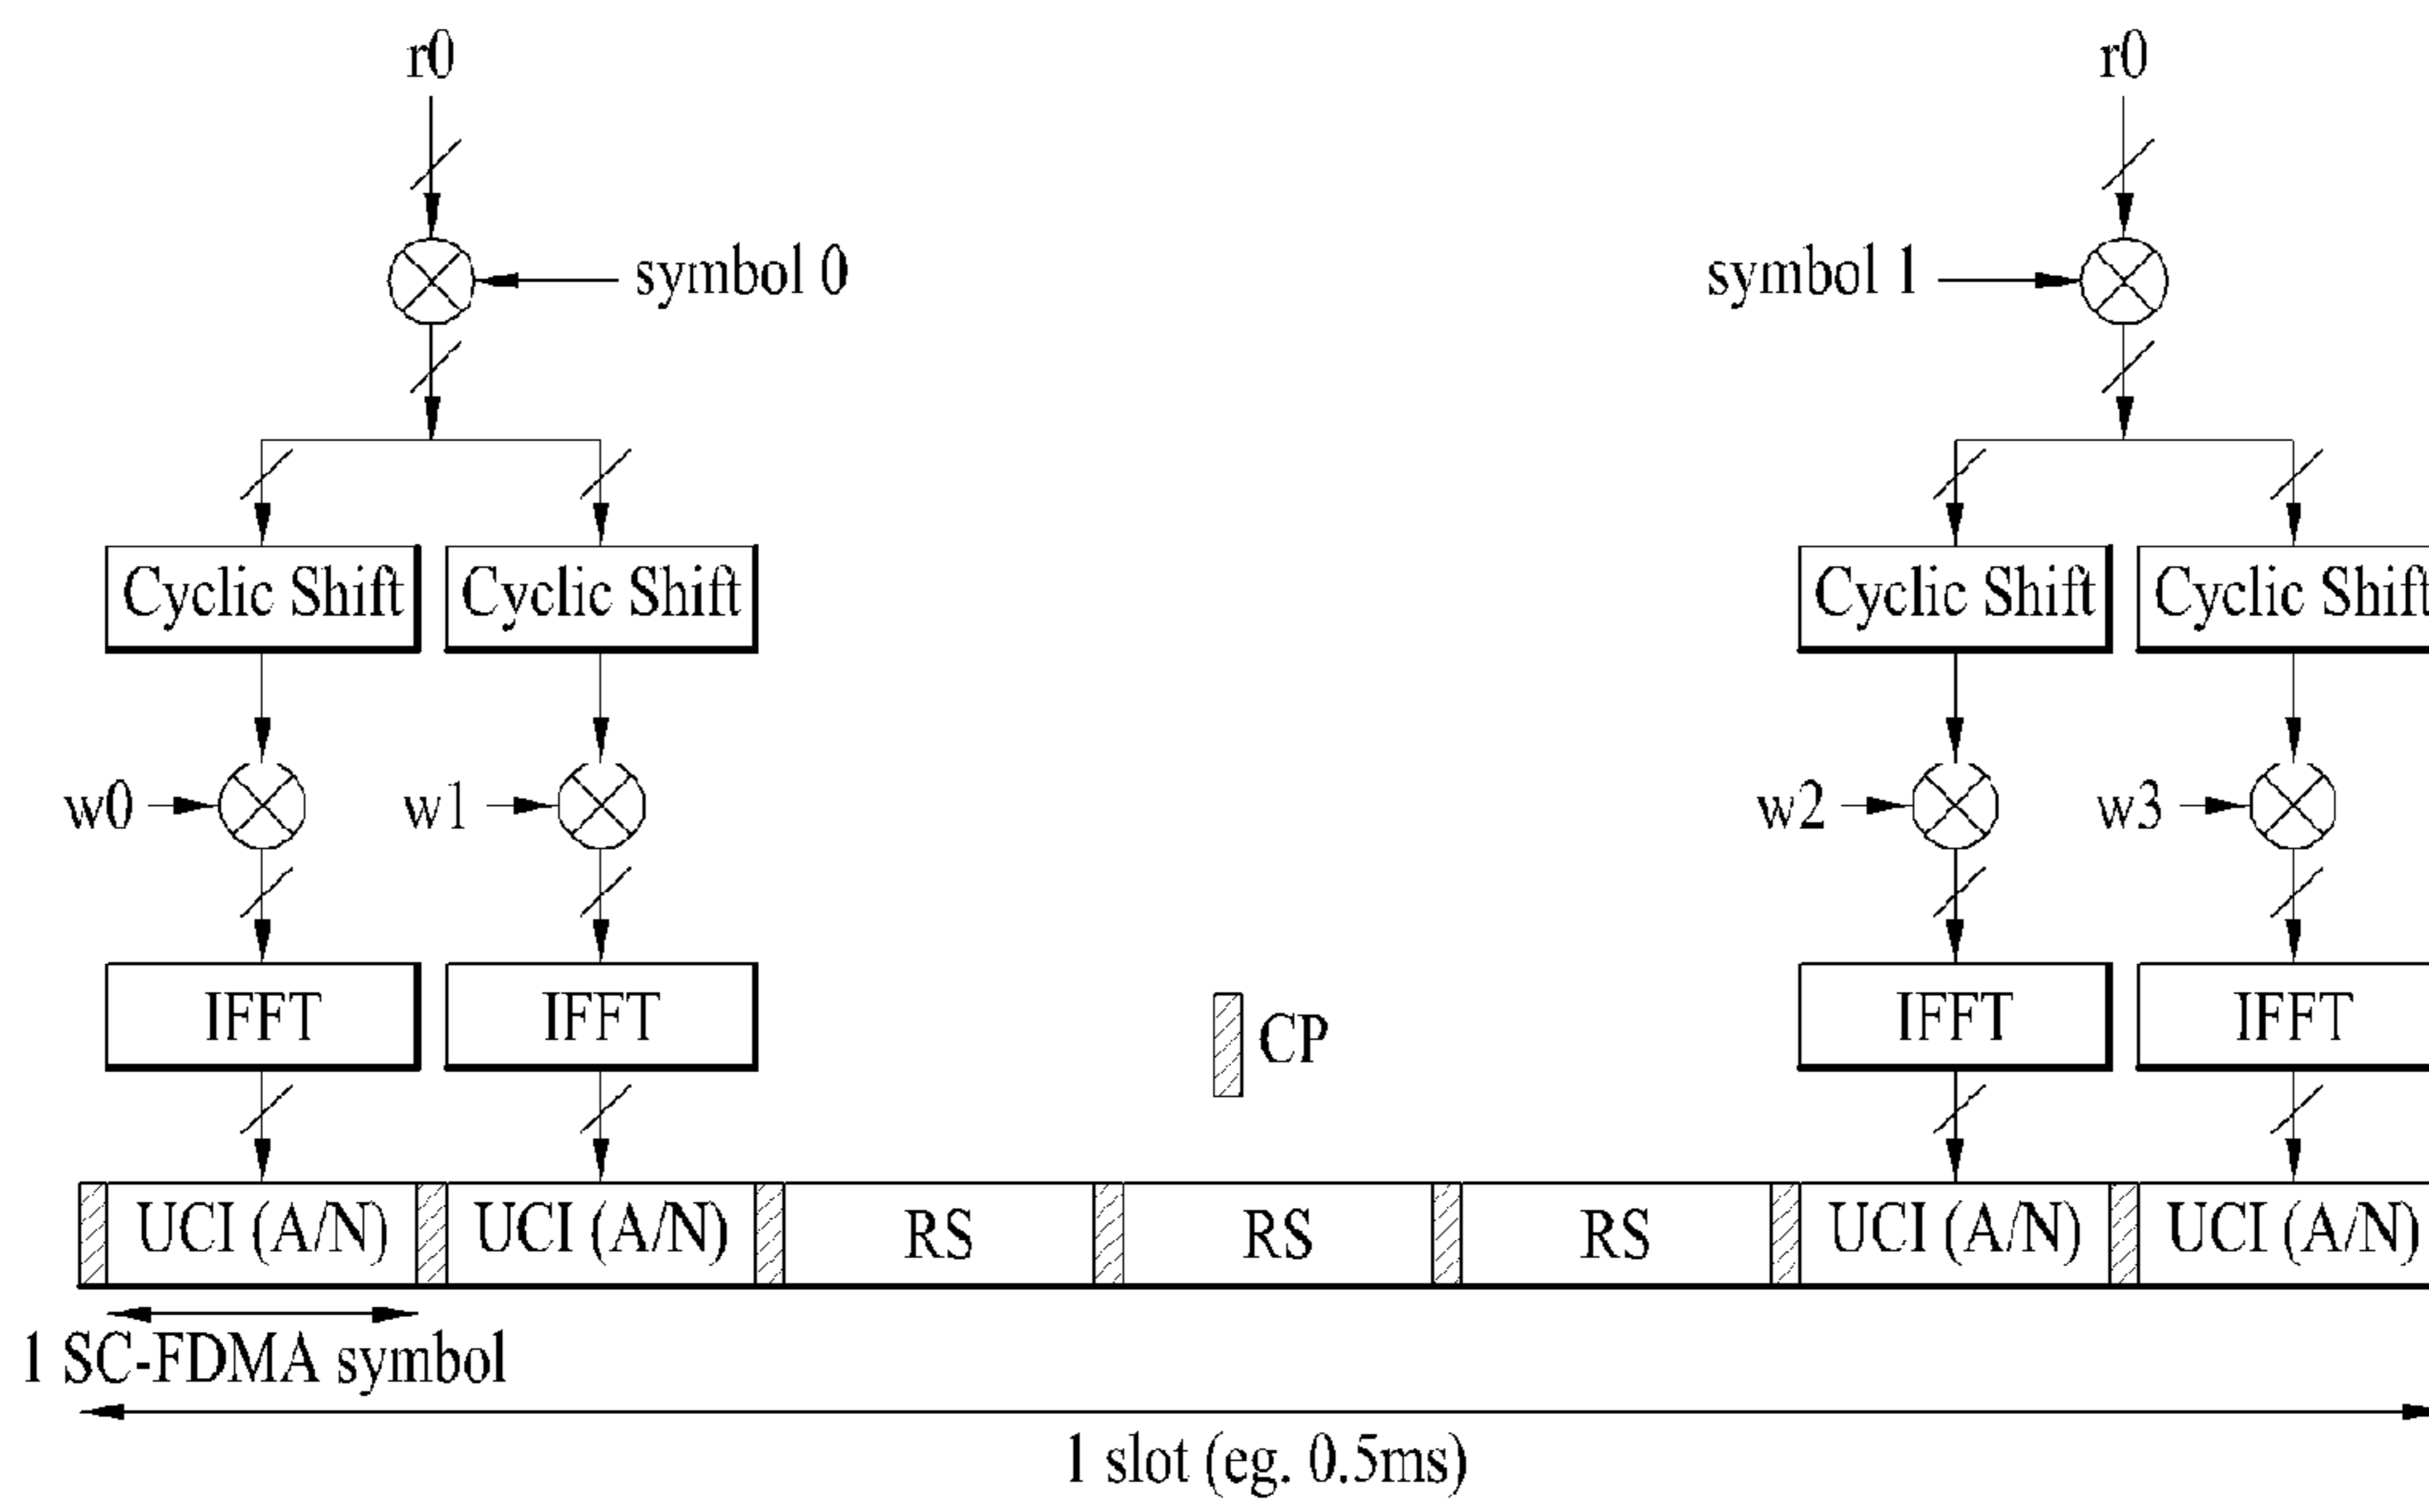 r0 r0
symbol 0 symbol 1
Cyclic Shift Cyclic Shift Cyclic Shift Cyclic Shift
w0 w1 w2 w3
IFFT IFFT IFFT IFFT
CP
UCI (A/N) UCI (A/N) RS RS RS UCI (A/N) UCI (A/N)
1 SC-FDMA symbol
1 slot (eg. 0.5ms)